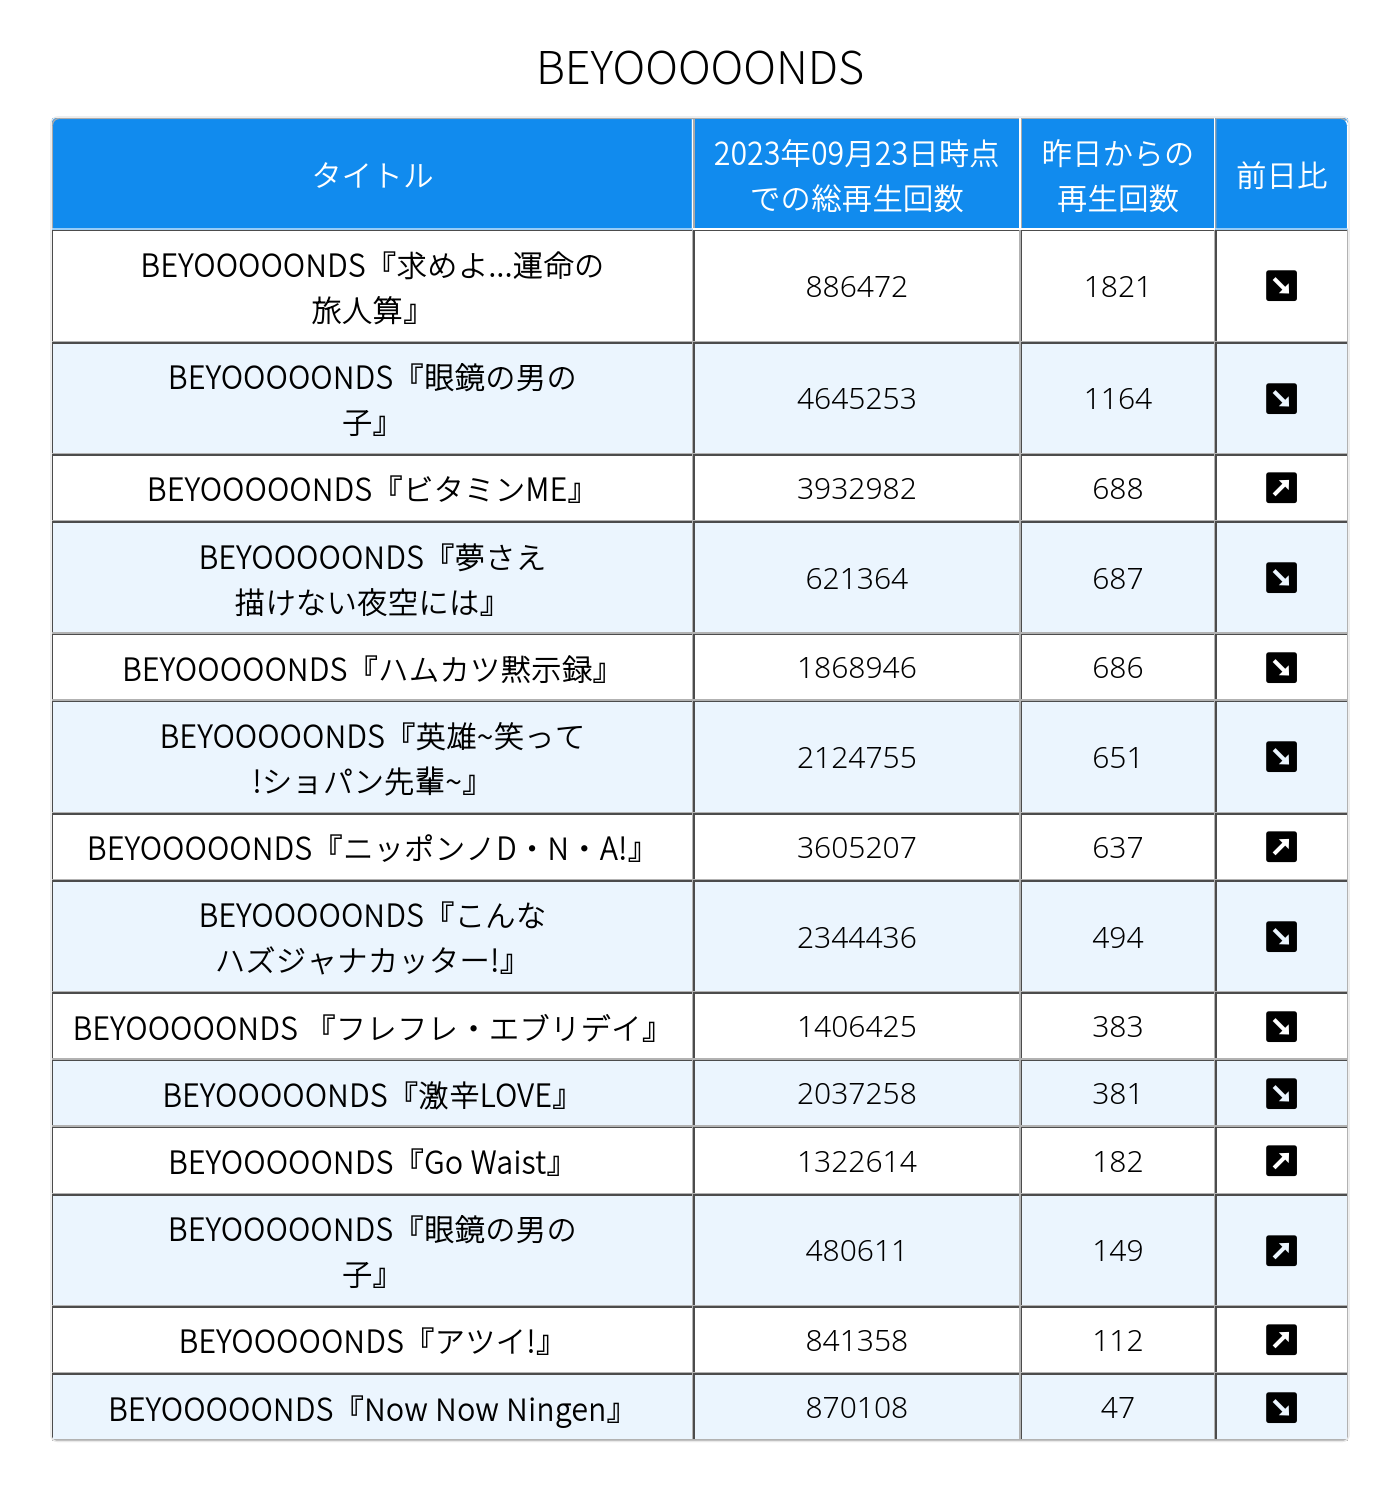 BEYOOOOONDS
タイトル
2023年09月23日時点
での総再生回数
昨日からの
再生回数
前日比
BEYOOOOONDS『求めよ...運命の
旅人算』
886472
1821
BEYOOOOONDS『眼鏡の男の
子』
4645253
1164
BEYOOOOONDS『ビタミンME』
3932982
688
BEYOOOOONDS『夢さえ
描けない夜空には』
621364
687
BEYOOOOONDS『ハムカツ黙示録』
1868946
686
BEYOOOOONDS『英雄~笑って
!ショパン先輩~』
2124755
651
BEYOOOOONDS『ニッポンノD・N・A!』
3605207
637
BEYOOOOONDS『こんな
ハズジャナカッター!』
2344436
494
BEYOOOOONDS 『フレフレ・エブリデイ』
1406425
383
BEYOOOOONDS『激辛LOVE』
2037258
381
BEYOOOOONDS『Go Waist』
1322614
182
BEYOOOOONDS『眼鏡の男の
子』
480611
149
BEYOOOOONDS『アツイ!』
841358
112
BEYOOOOONDS『Now Now Ningen』
870108
47